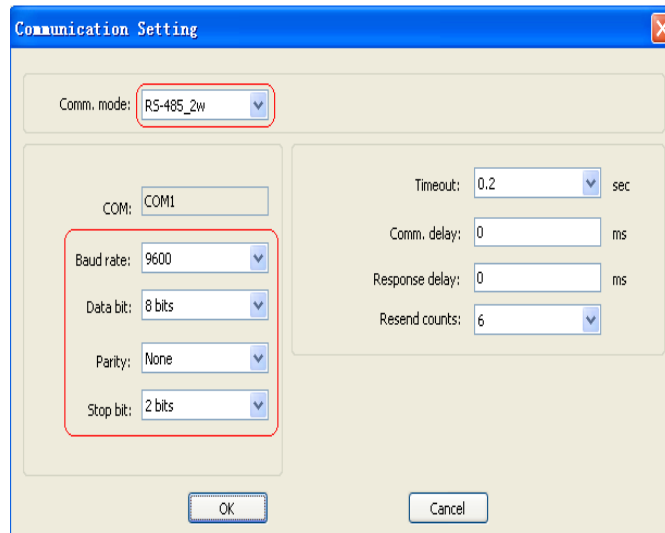 Communication Setting
Comm. mode: RS-485_2w
COM: COM1
Baud rate: 9600
Data bit: 8 bits
Parity: None
Stop bit: 2 bits
Timeout: 0.2 sec
Comm. delay: 0 ms
Response delay: 0 ms
Resend counts: 6
OK
Cancel